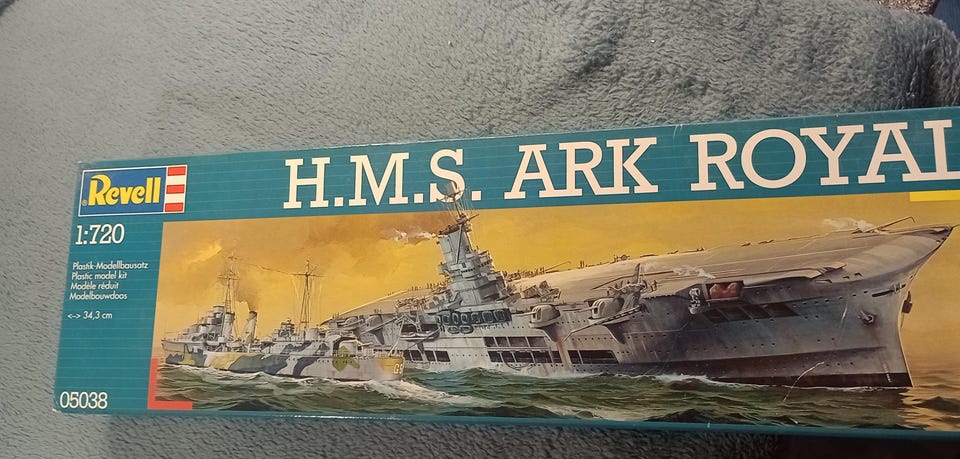 Revell
H.M.S. ARK ROYAL
1:720
Plastik-Modellbausatz
Plastic model kit
Modèle réduit
Modelbouwdoos
<-> 34,3 cm
05038